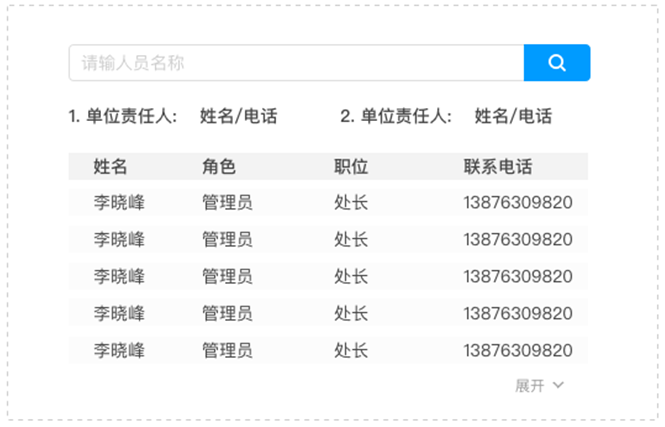 请输人员名称
1. 单位责任人: 姓名/电话 2. 单位责任人: 姓名/电话
姓名 角色 职位 联系电话
李晓峰 管理员 处长 13876309820
李晓峰 管理员 处长 13876309820
李晓峰 管理员 处长 13876309820
李晓峰 管理员 处长 13876309820
李晓峰 管理员 处长 13876309820
展开